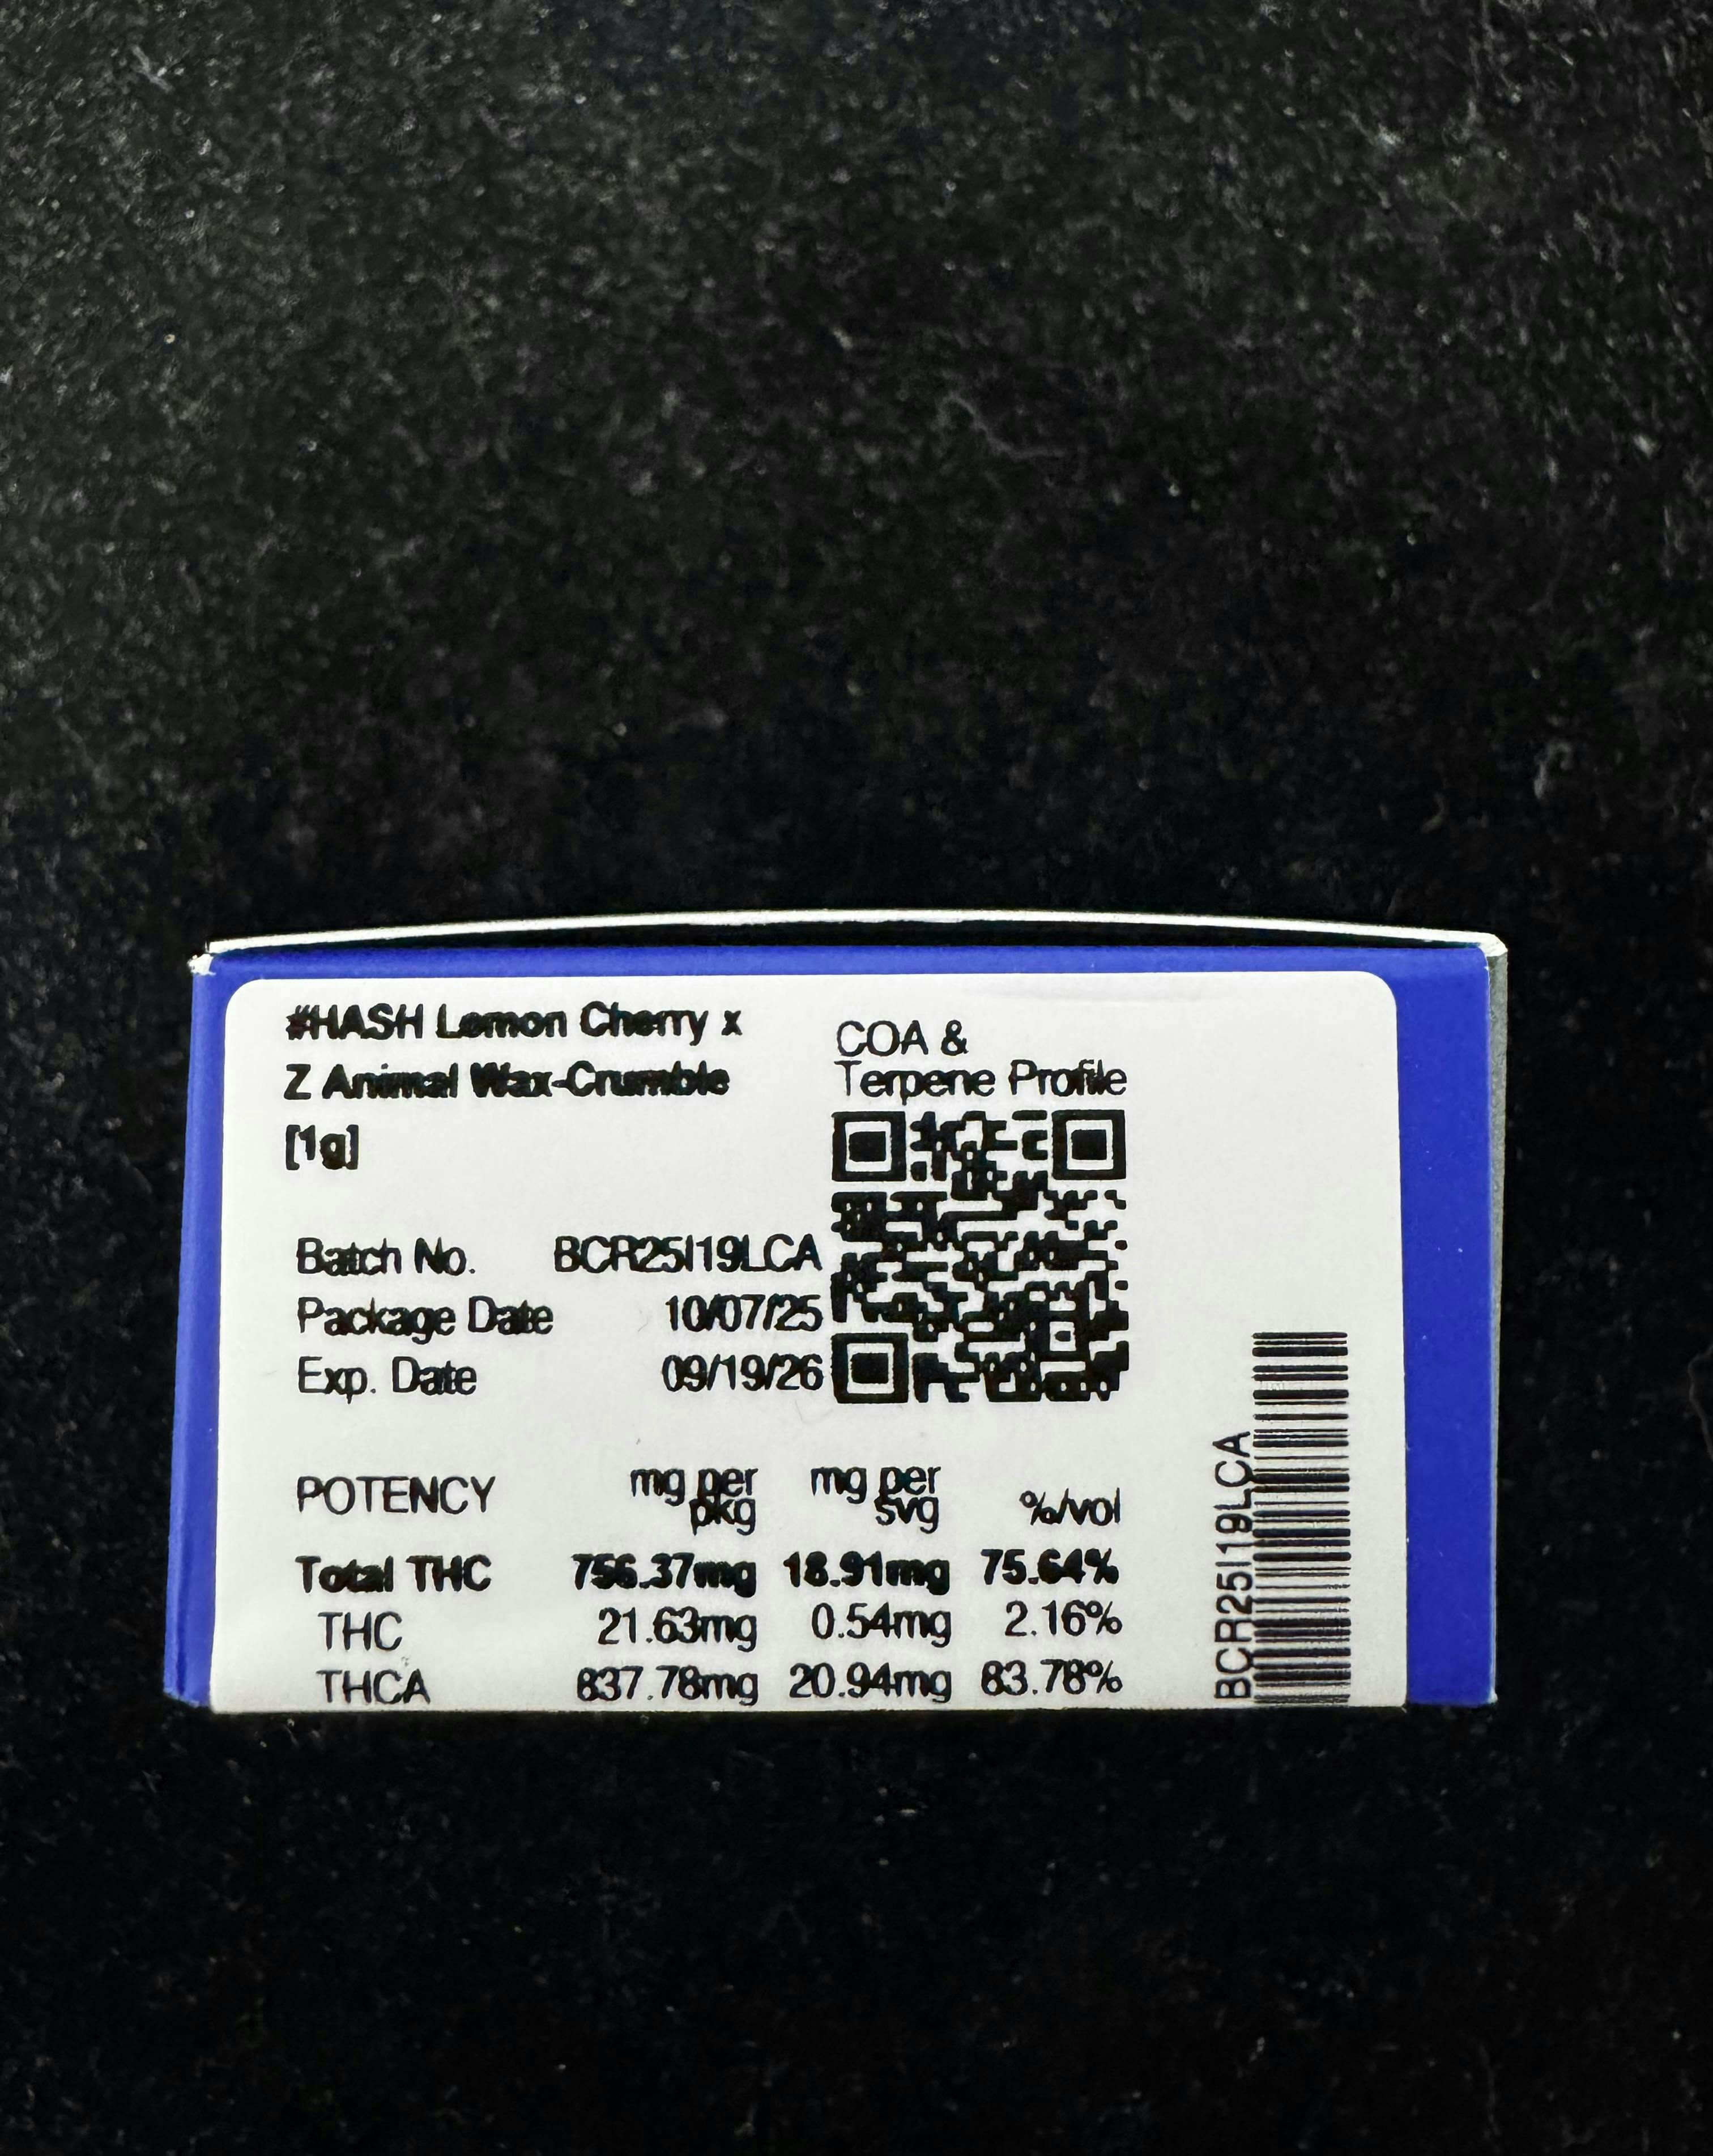 #HASH Lemon Cherry x
Z Animal Wax-Crumble
[1g]
COA &
Terpene Profile
Batch No. BCR25I19LCA
Package Date 10/07/25
Exp. Date 09/19/26
POTENCY mg per pkg mg per svg %/vol
Total THC 756.37mg 18.91mg 75.64%
THC 21.63mg 0.54mg 2.16%
THCA 837.78mg 20.94mg 83.78%
BCR25I19LCA